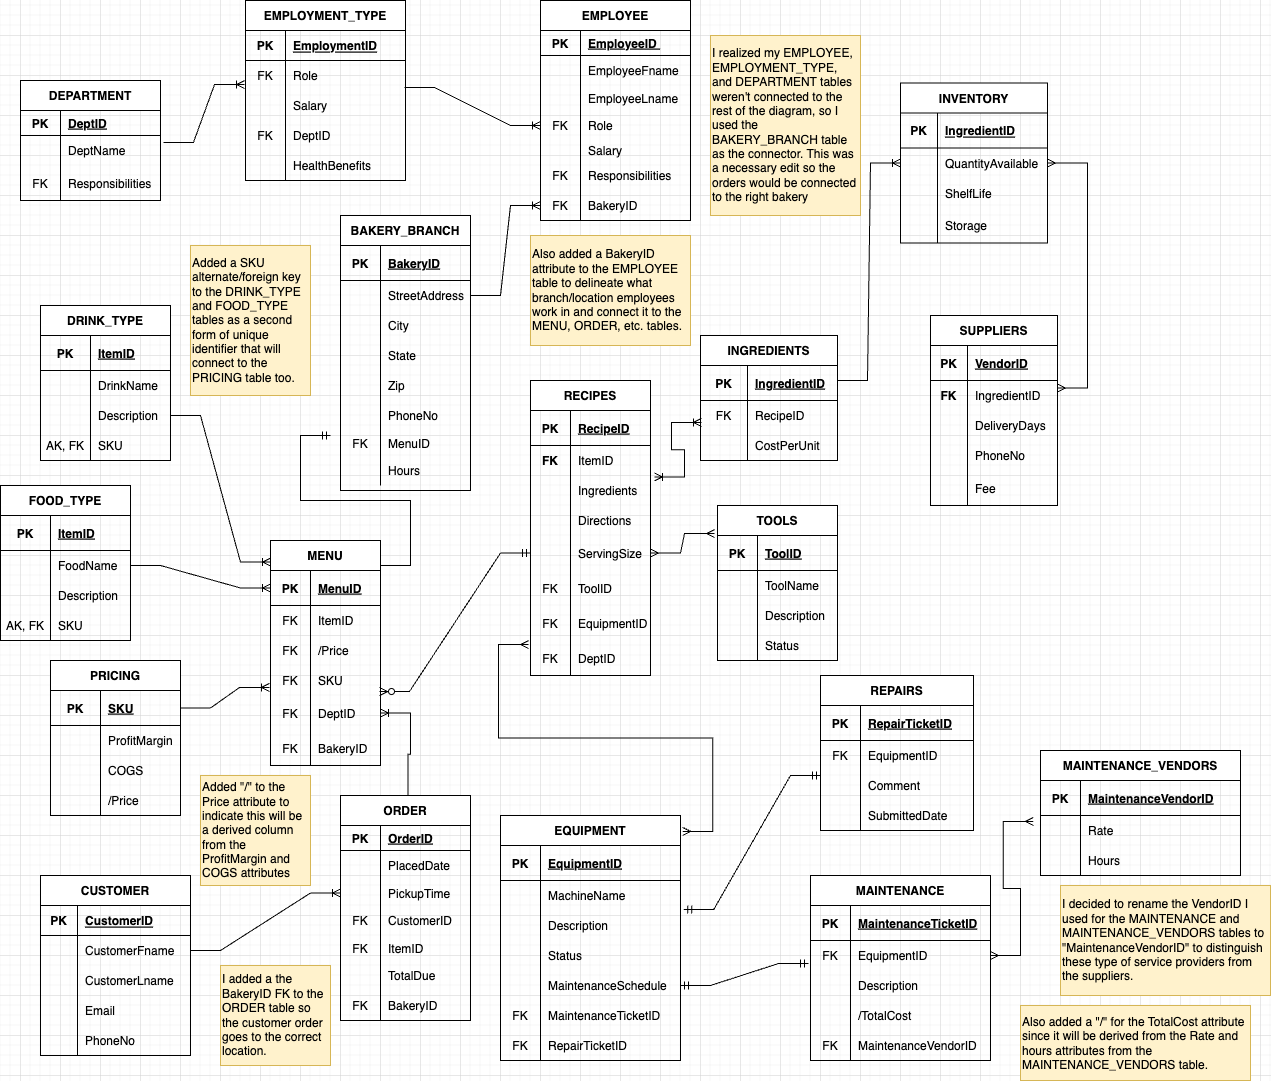 EMPLOYMENT_TYPE
PK EmploymentID
FK Role
Salary
FK DeptID
HealthBenefits
EMPLOYEE
PK EmployeeID
EmployeeFname
EmployeeLname
FK Role
Salary
FK Responsibilities
FK BakeryID
I realized my EMPLOYEE,
EMPLOYMENT_TYPE,
and DEPARTMENT tables
weren't connected to the
rest of the diagram, so I
used the
BAKERY_BRANCH table
as the connector. This was
a necessary edit so the
orders would be connected
to the right bakery
DEPARTMENT
PK DeptID
DeptName
FK Responsibilities
INVENTORY
PK IngredientID
QuantityAvailable
ShelfLife
Storage
BAKERY_BRANCH
PK BakeryID
StreetAddress
City
State
Zip
PhoneNo
FK MenuID
Hours
Added a SKU
alternate/foreign key
to the DRINK_TYPE
and FOOD_TYPE
tables as a second
form of unique
identifier that will
connect to the
PRICING table too.
Also added a BakeryID
attribute to the EMPLOYEE
table to delineate what
branch/location employees
work in and connect it to the
MENU, ORDER, etc. tables.
DRINK_TYPE
PK ItemID
DrinkName
Description
AK, FK SKU
SUPPLIERS
PK VendorID
FK IngredientID
DeliveryDays
PhoneNo
Fee
INGREDIENTS
PK IngredientID
FK RecipeID
CostPerUnit
RECIPES
PK RecipeID
FK ItemID
Ingredients
Directions
ServingSize
FK ToolID
FK EquipmentID
FK DeptID
FOOD_TYPE
PK ItemID
FoodName
Description
AK, FK SKU
TOOLS
PK ToolID
ToolName
Description
Status
MENU
PK MenuID
FK ItemID
FK /Price
FK SKU
FK DeptID
FK BakeryID
PRICING
PK SKU
ProfitMargin
COGS
/Price
REPAIRS
PK RepairTicketID
FK EquipmentID
Comment
SubmittedDate
MAINTENANCE_VENDORS
PK MaintenanceVendorID
Rate
Hours
Added "/" to the
Price attribute to
indicate this will be
a derived column
from the
ProfitMargin and
COGS attributes
ORDER
PK OrderID
PlacedDate
PickupTime
FK CustomerID
FK ItemID
TotalDue
FK BakeryID
EQUIPMENT
PK EquipmentID
MachineName
Description
Status
MaintenanceSchedule
FK MaintenanceTicketID
FK RepairTicketID
CUSTOMER
PK CustomerID
CustomerFname
CustomerLname
Email
PhoneNo
MAINTENANCE
PK MaintenanceTicketID
FK EquipmentID
Description
/TotalCost
FK MaintenanceVendorID
I decided to rename the VendorID I
used for the MAINTENANCE and
MAINTENANCE_VENDORS tables to
"MaintenanceVendorID" to distinguish
these type of service providers from
the suppliers.
I added a the
BakeryID FK to the
ORDER table so
the customer order
goes to the correct
location.
Also added a "/" for the TotalCost attribute
since it will be derived from the Rate and
hours attributes from the
MAINTENANCE_VENDORS table.